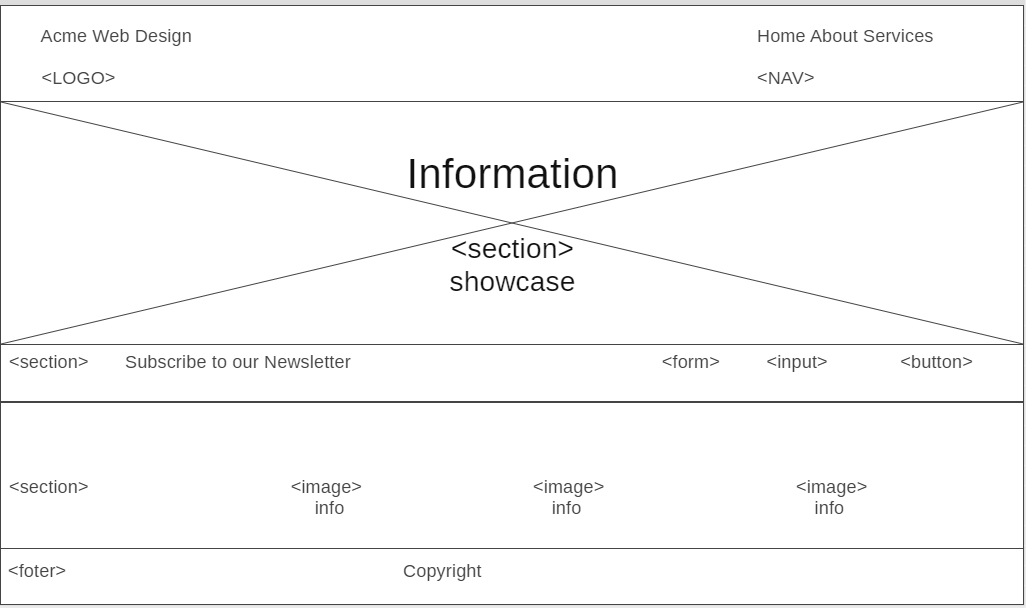 Acme Web Design
Home About Services
<LOGO>
<NAV>
Information
<section>
showcase
<section>
Subscribe to our Newsletter
<form>
<input>
<button>
<section>
<image>
info
<image>
info
<image>
info
<foter>
Copyright